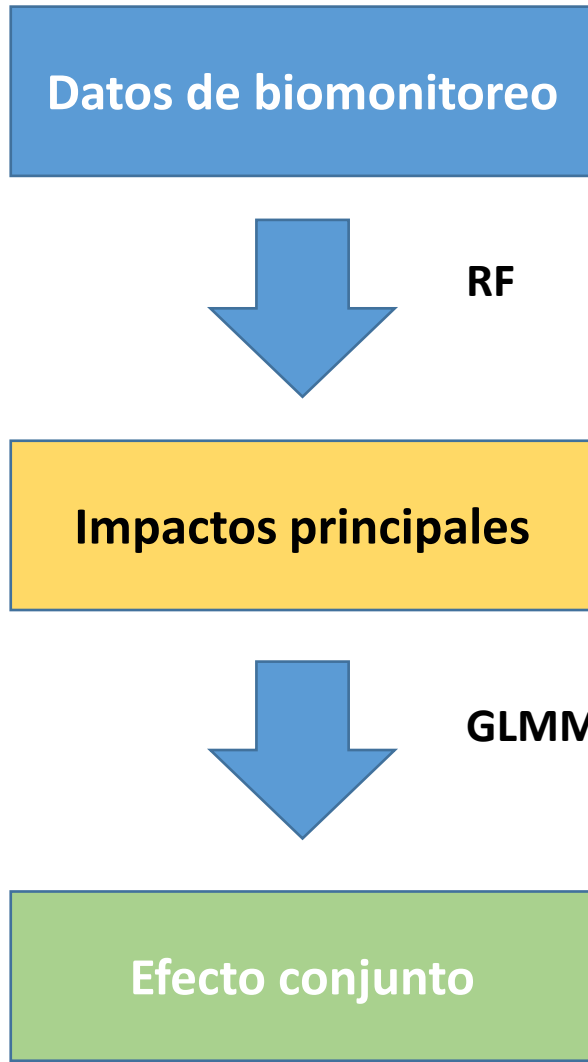 Datos de biomonitoreo
RF
Impactos principales
GLMM
Efecto conjunto